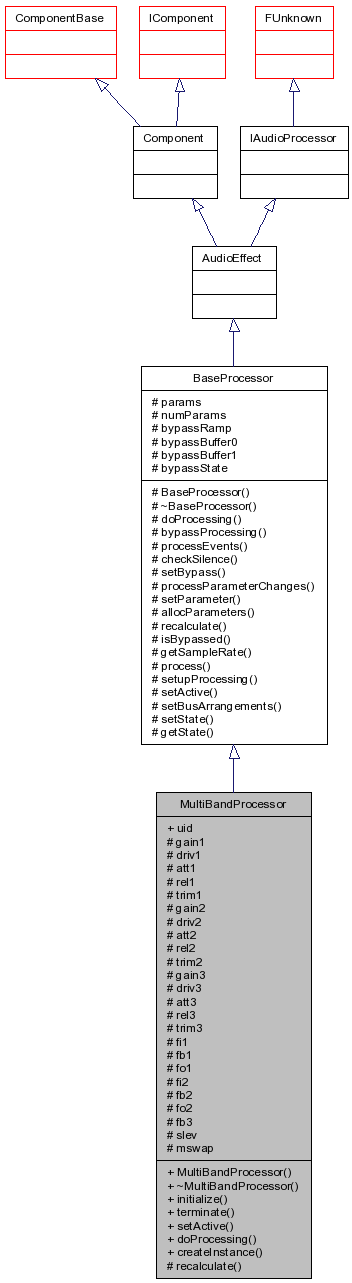 ComponentBase
IComponent
FUnknown
Component
IAudioProcessor
AudioEffect
BaseProcessor
# params
# numParams
# bypassRamp
# bypassBuffer0
# bypassBuffer1
# bypassState
# BaseProcessor()
# ~BaseProcessor()
# doProcessing()
# bypassProcessing()
# processEvents()
# checkSilence()
# setBypass()
# processParameterChanges()
# setParameter()
# allocParameters()
# recalculate()
# isBypassed()
# getSampleRate()
# process()
# setupProcessing()
# setActive()
# setBusArrangements()
# setState()
# getState()
MultiBandProcessor
+ uid
# gain1
# driv1
# att1
# rel1
# trim1
# gain2
# driv2
# att2
# rel2
# trim2
# gain3
# driv3
# att3
# rel3
# trim3
# fi1
# fb1
# fo1
# fi2
# fb2
# fo2
# fb3
# slev
# mswap
+ MultiBandProcessor()
+ ~MultiBandProcessor()
+ initialize()
+ terminate()
+ setActive()
+ doProcessing()
+ createInstance()
# recalculate()